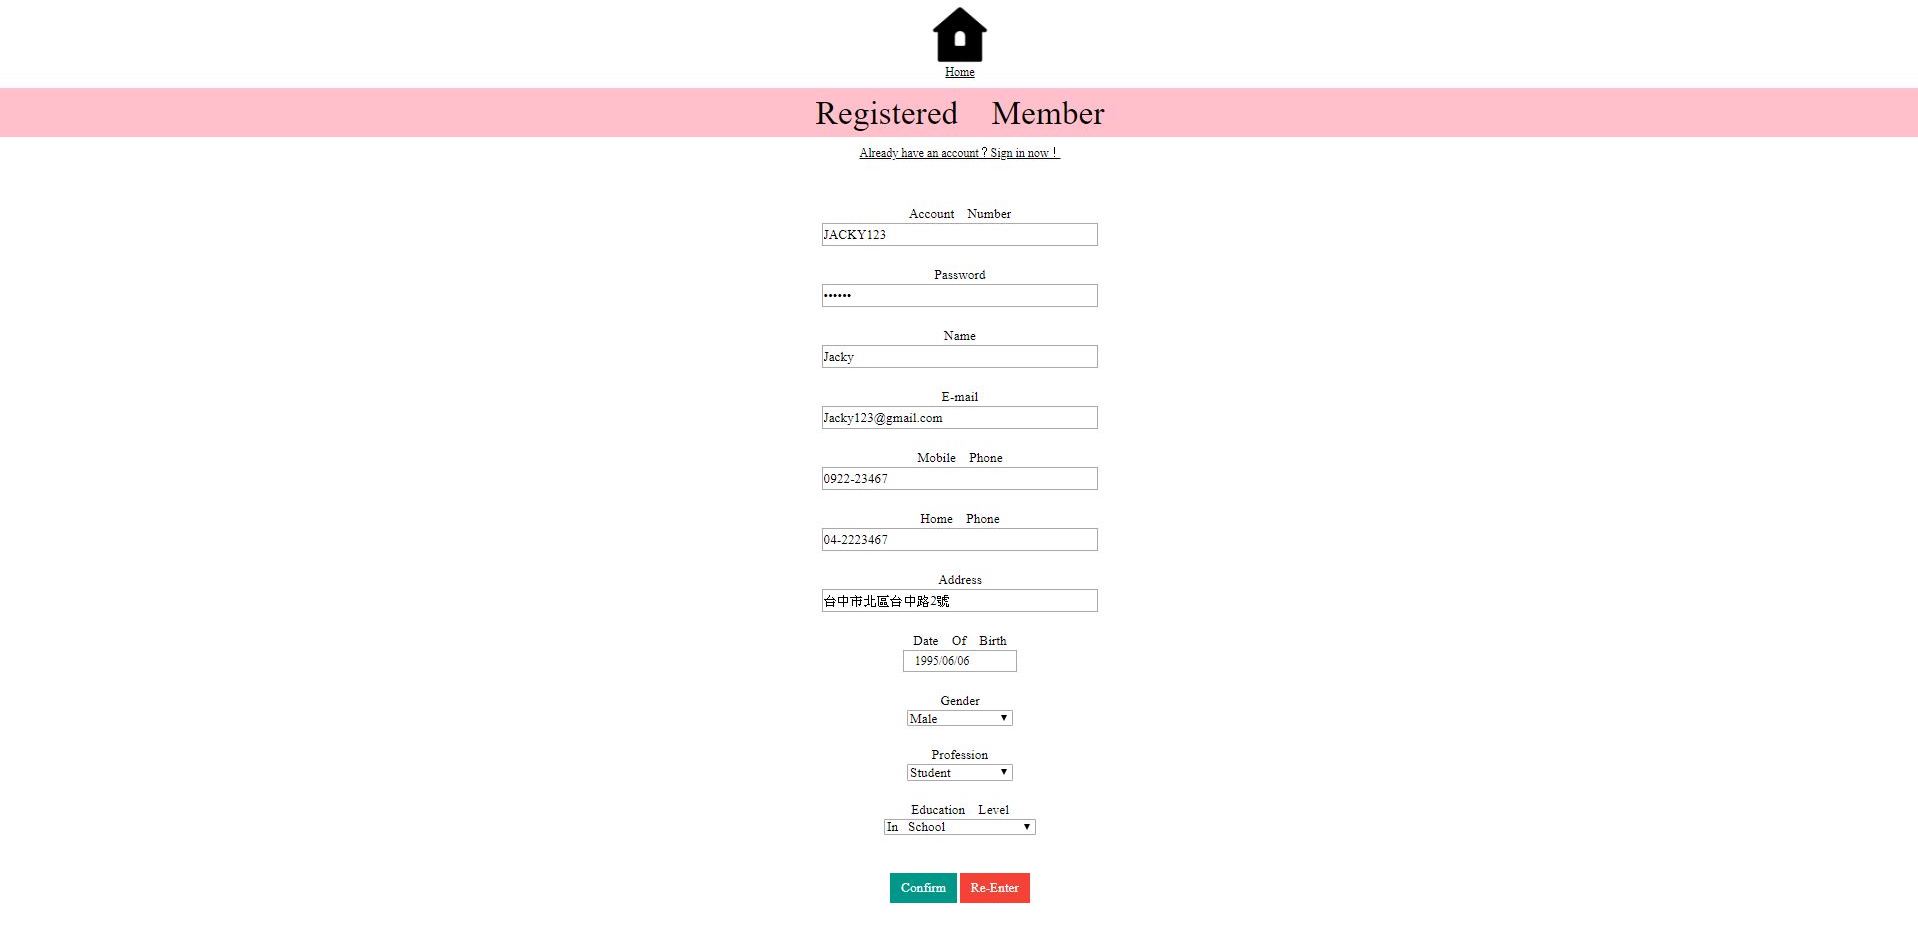 Home
Registered Member
Already have an account？Sign in now！
Account Number
JACKY123
Password
••••••
Name
Jacky
E-mail
Jacky123@gmail.com
Mobile Phone
0922-23467
Home Phone
04-2223467
Address
台中市北區台中路2號
Date Of Birth
1995/06/06
Gender
Male
Profession
Student
Education Level
In School
Confirm Re-Enter